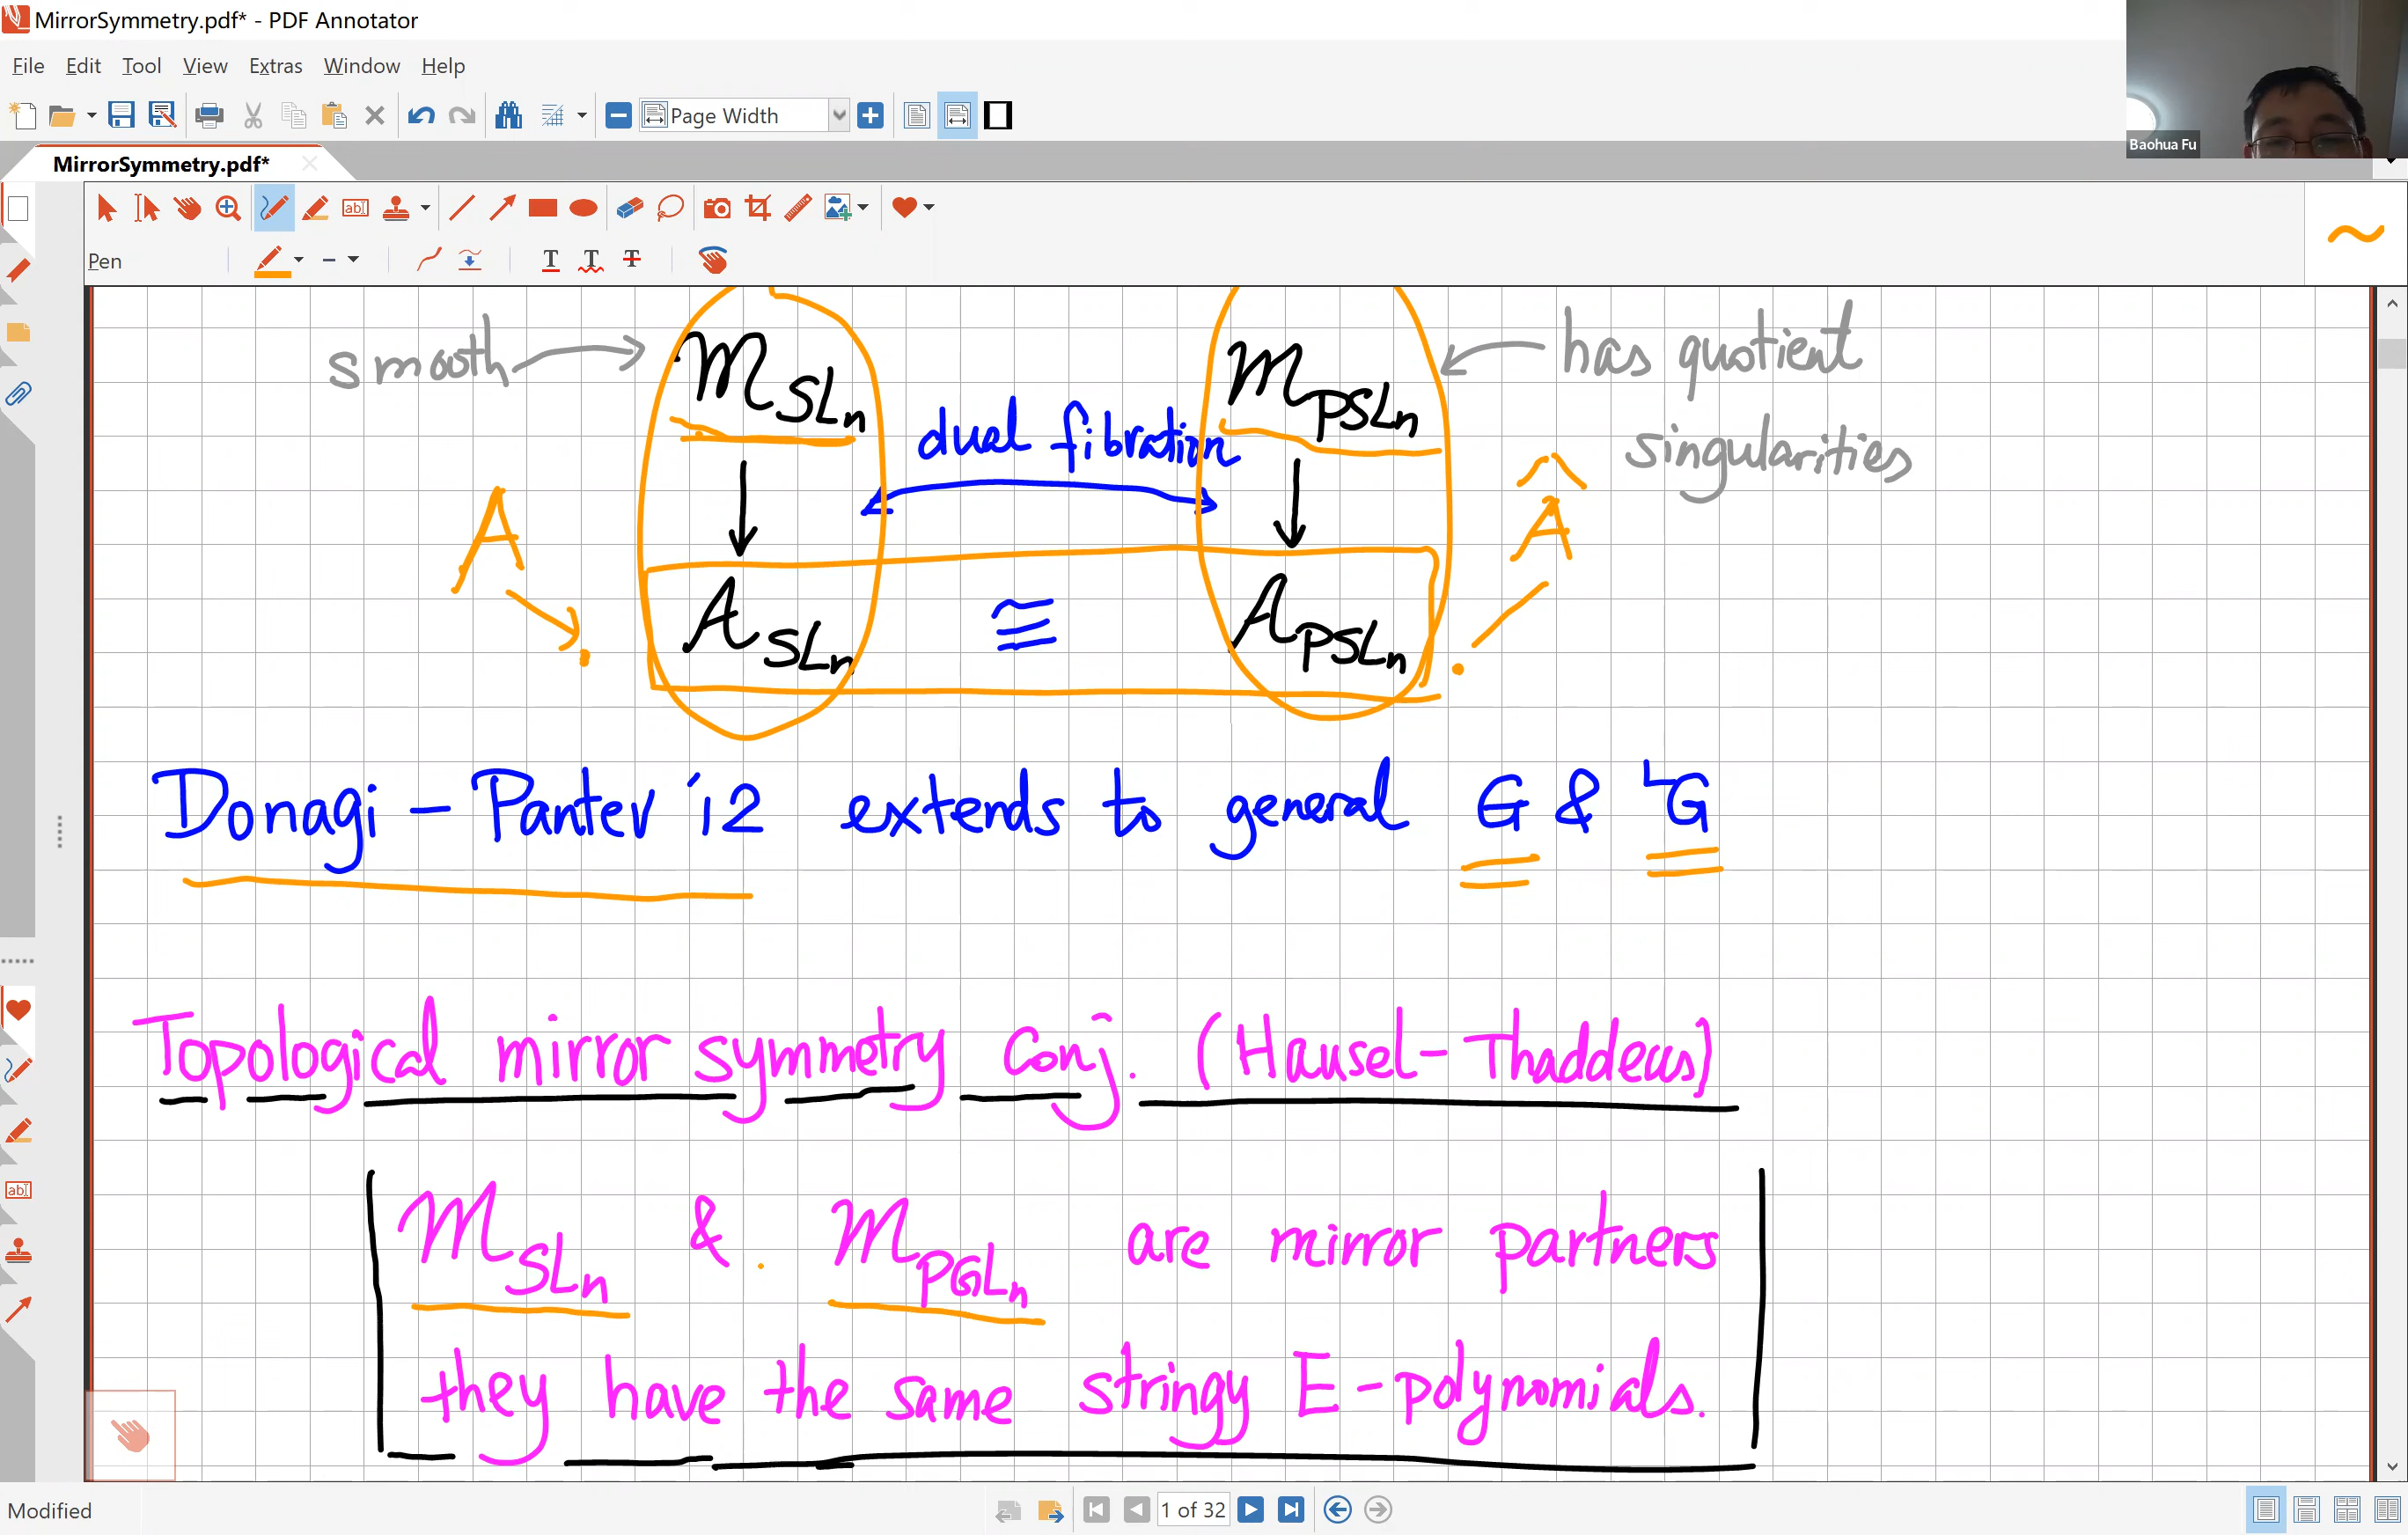 MirrorSymmetry.pdf* - PDF Annotator
File Edit Tool View Extras Window Help
Page Width
Baohua Fu
MirrorSymmetry.pdf*
Pen
smooth → M_SLn M_PSLn ← has quotient
dual fibration singularities
A Â
A_SLn ≅ A_PSLn
Donagi - Pantev '12 extends to general G & ᴸG
Topological mirror symmetry Conj. (Hausel-Thaddeus)
M_SLn & M_PGLn are mirror partners
they have the same stringy E-polynomials.
Modified
1 of 32